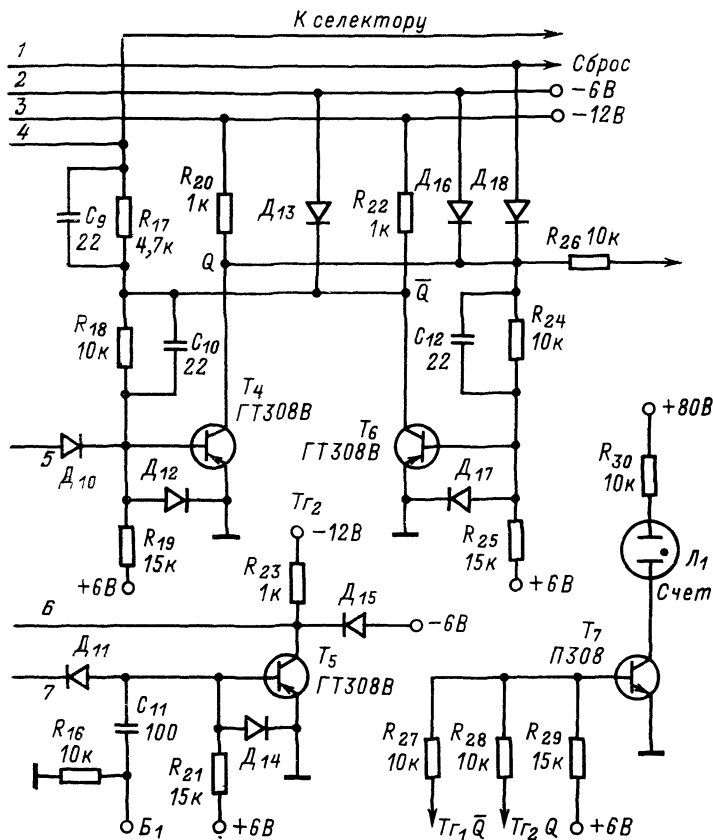 К селектору
1
Сброс
2
−6В
3
−12В
4
R20
1к
Д13
R22
1к
Д16
Д18
C9
22
R17
4,7к
R26 10к
Q
Q̅
R18
10к
C10
22
C12
22
R24
10к
T4
ГТ308В
T6
ГТ308В
+80В
5
Д10
Д12
Д17
R30
10к
Тг2
−12В
R19
15к
R25
15к
Л1
+6В
R23
1к
+6В
Счет
6
Д15
−6В
Д11
T5
ГТ308В
T7
П308
7
C11
100
R16
10к
Д14
R21
15к
R27
10к
R28
10к
R29
15к
Б1
+6В
Тг1 Q̅
Тг2 Q
+6В